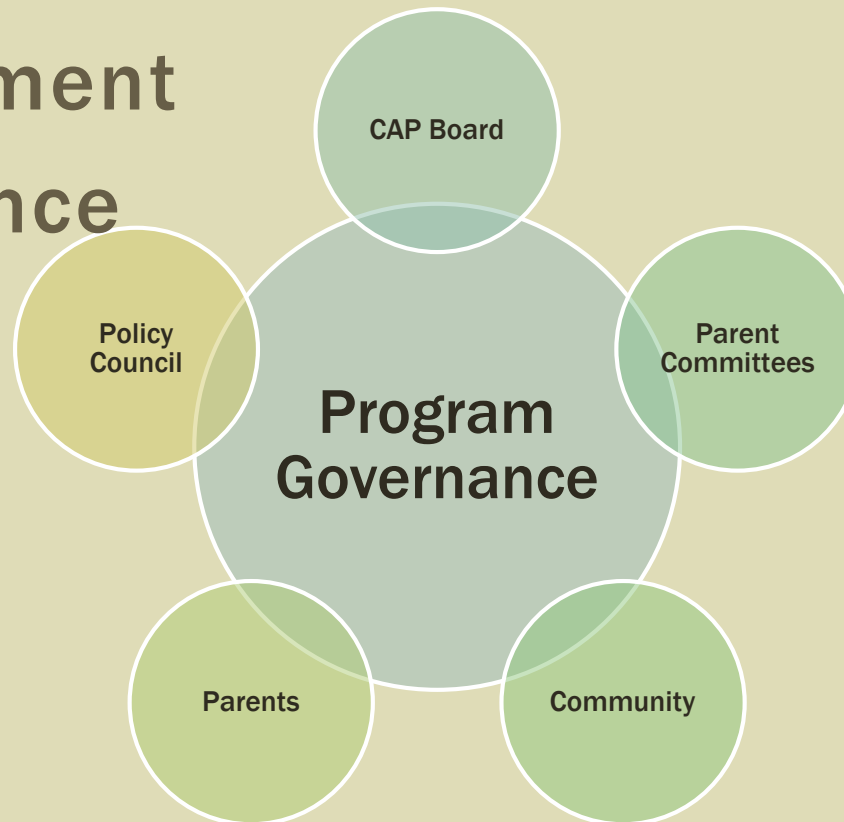 ment
nce
CAP Board
Policy
Council
Parent
Committees
Program
Governance
Parents
Community